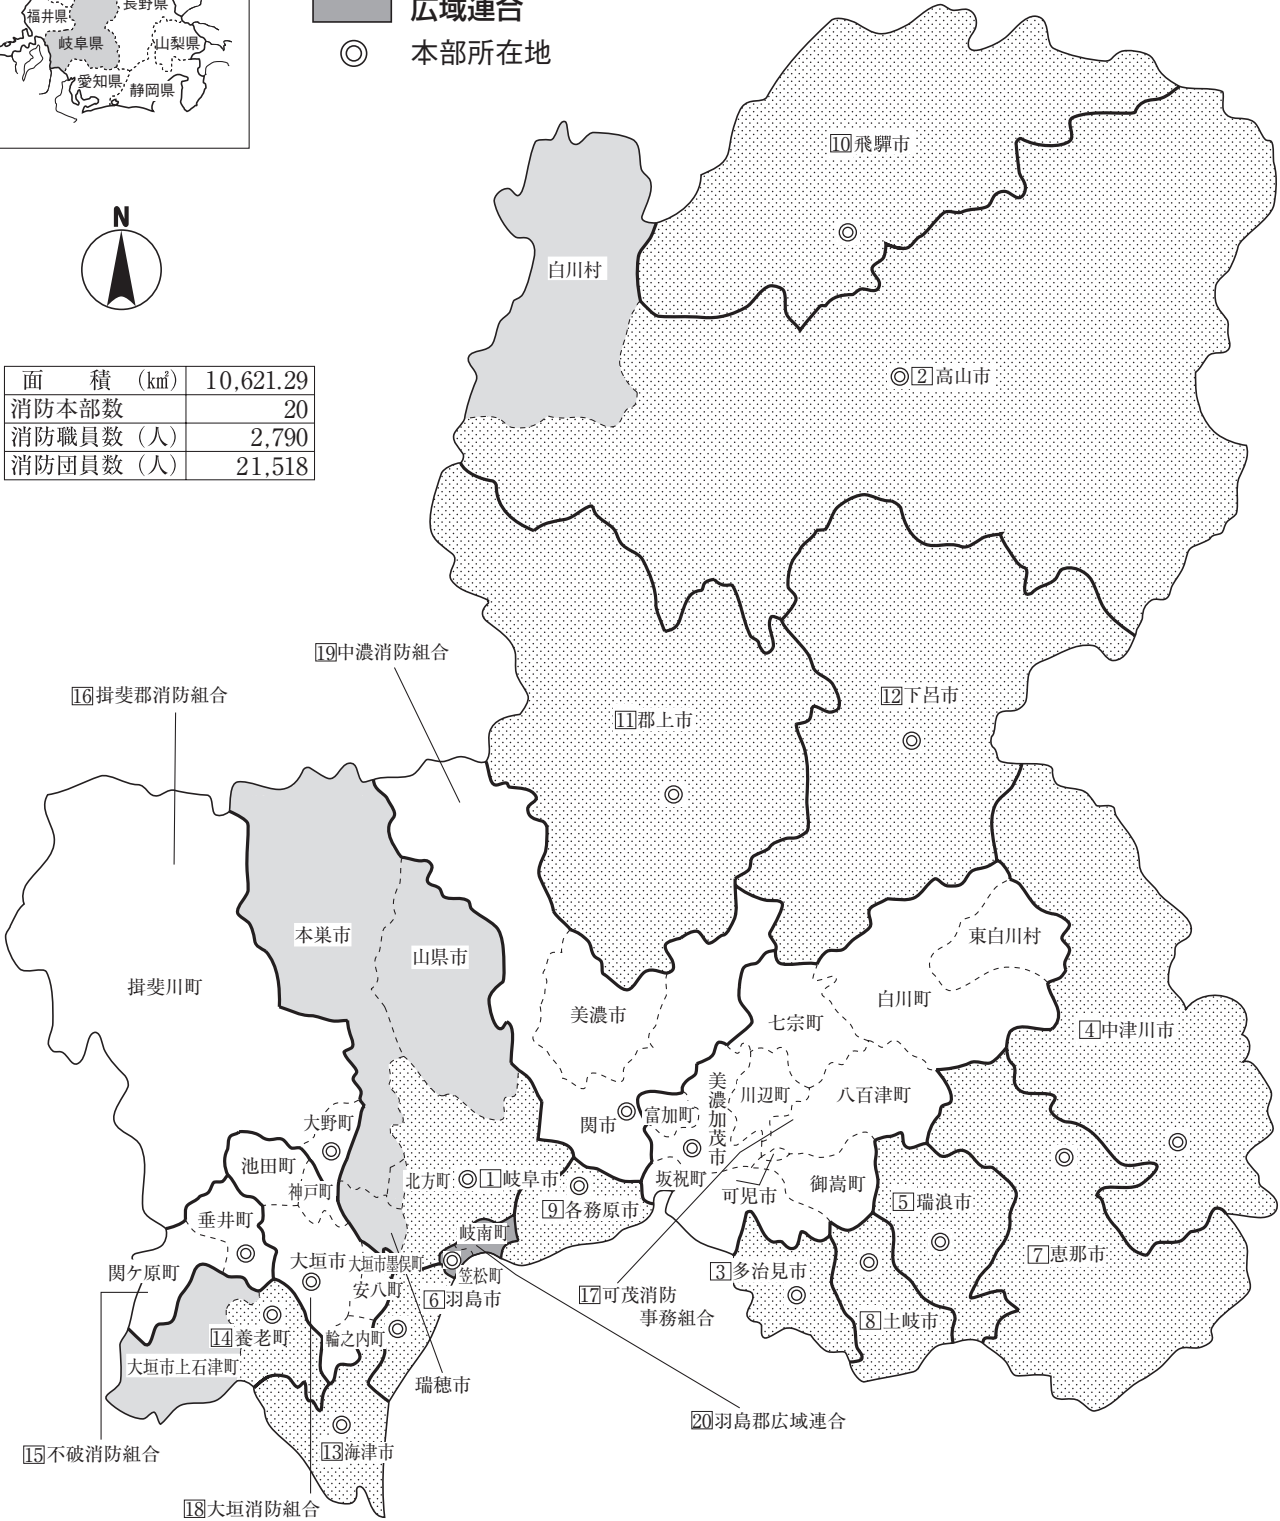 長野県
福井県
岐阜県
山梨県
愛知県
静岡県
広域連合
本部所在地
N
面 積 (㎢) 10,621.29
消防本部数 20
消防職員数（人） 2,790
消防団員数（人） 21,518
10飛驒市
白川村
2高山市
19中濃消防組合
16揖斐郡消防組合
11郡上市
12下呂市
本巣市
山県市
東白川村
揖斐川町
白川町
美濃市
七宗町
4中津川市
美濃加茂市
川辺町
八百津町
大野町
関市
富加町
池田町
神戸町
北方町
1岐阜市
坂祝町
可児市
御嵩町
5瑞浪市
9各務原市
垂井町
岐南町
関ケ原町
大垣市
大垣市墨俣町
笠松町
安八町
6羽島市
3多治見市
7恵那市
17可茂消防
事務組合
8土岐市
14養老町
輪之内町
大垣市上石津町
瑞穂市
20羽島郡広域連合
15不破消防組合
13海津市
18大垣消防組合